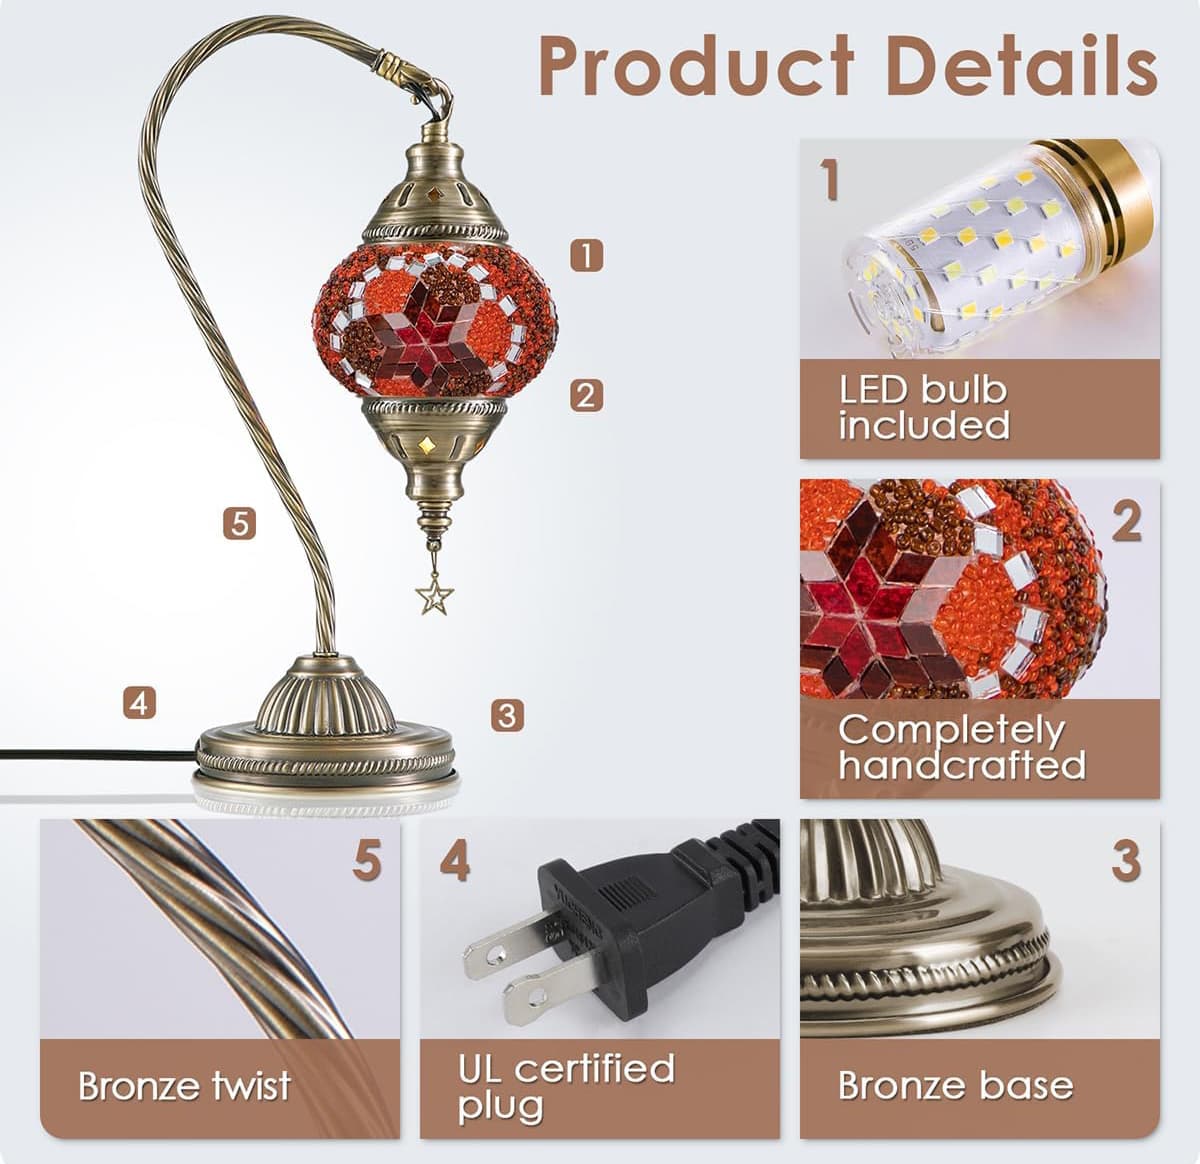 Product Details
1
LED bulb
included
1
2
2
Completely
handcrafted
5
4
3
5
Bronze twist
4
UL certified
plug
3
Bronze base